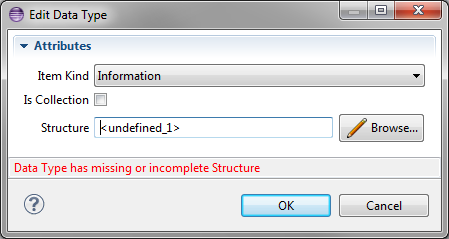 Edit Data Type
Attributes
Item Kind Information
Is Collection
Structure <undefined_1> Browse...
Data Type has missing or incomplete Structure
? OK Cancel